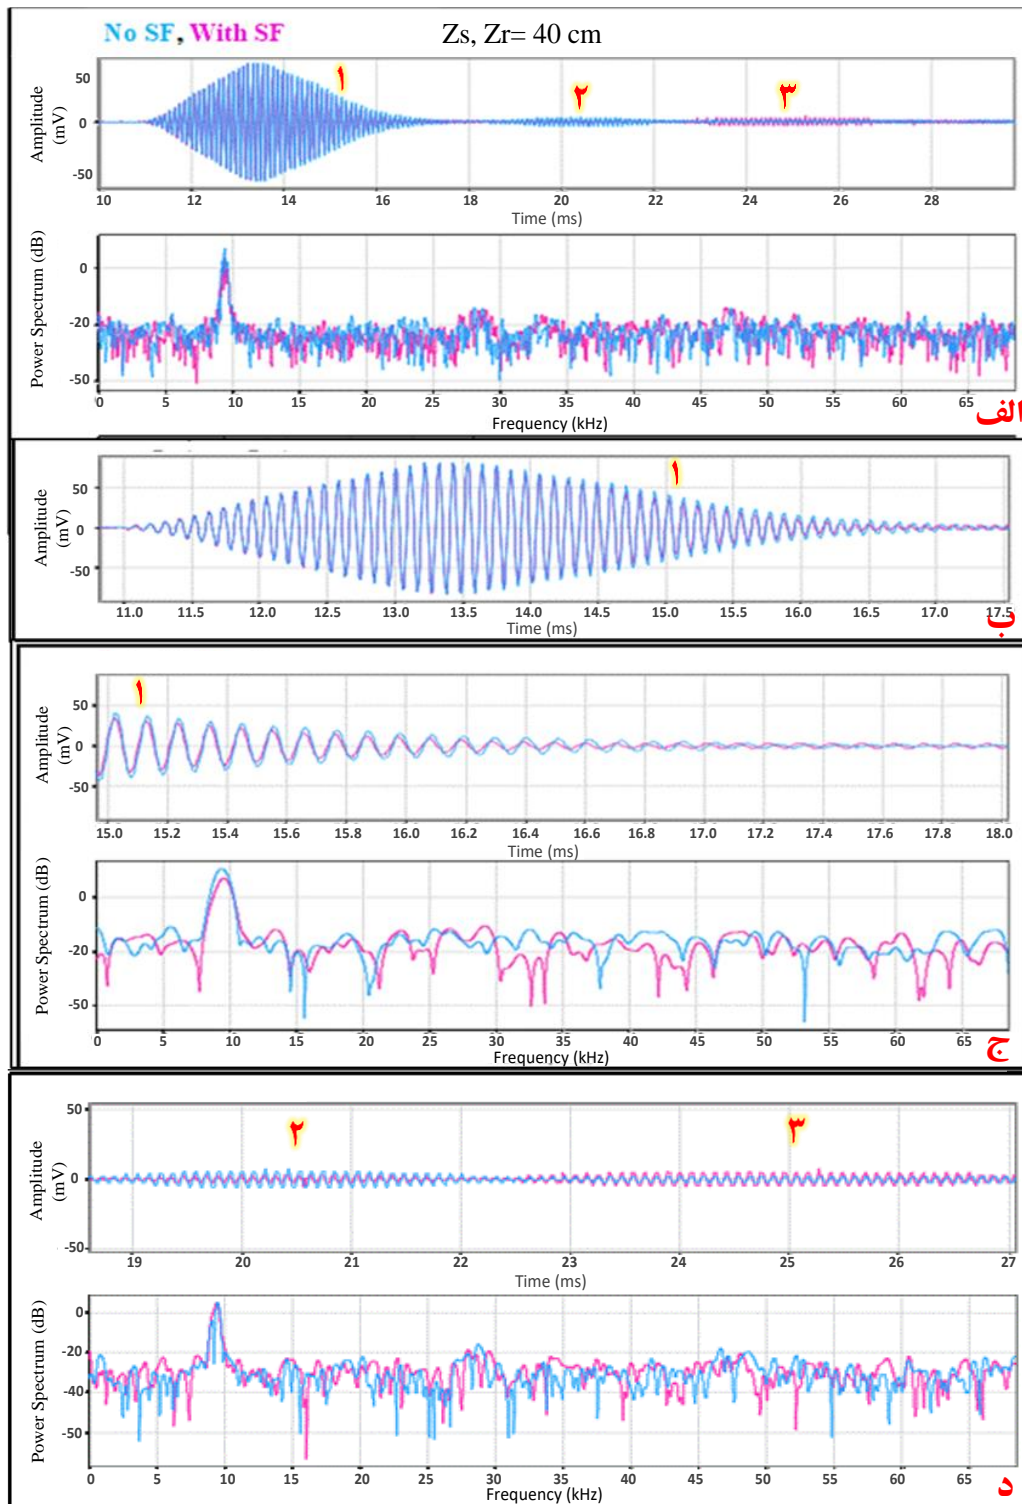 No SF, With SF Zs, Zr= 40 cm
Amplitude (mV)
50
0
-50
۱ ۲ ۳
10 12 14 16 18 20 22 24 26 28
Time (ms)
Power Spectrum (dB)
0
-20
-50
0 5 10 15 20 25 30 35 40 45 50 55 60 65
Frequency (kHz)
الف
Amplitude (mV)
50
0
-50
۱
11.0 11.5 12.0 12.5 13.0 13.5 14.0 14.5 15.0 15.5 16.0 16.5 17.0 17.5
Time (ms)
ب
Amplitude (mV)
50
0
-50
۱
15.0 15.2 15.4 15.6 15.8 16.0 16.2 16.4 16.6 16.8 17.0 17.2 17.4 17.6 17.8 18.0
Time (ms)
Power Spectrum (dB)
0
-20
-50
0 5 10 15 20 25 30 35 40 45 50 55 60 65
Frequency (kHz)
ج
Amplitude (mV)
50
0
-50
۲ ۳
19 20 21 22 23 24 25 26 27
Time (ms)
Power Spectrum (dB)
0
-20
-40
-50
0 5 10 15 20 25 30 35 40 45 50 55 60 65
Frequency (kHz)
د